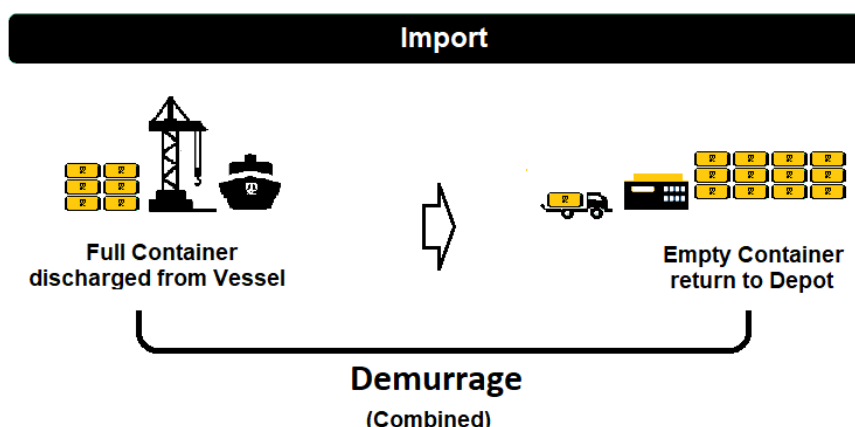 Import
Full Container
discharged from Vessel
Empty Container
return to Depot
Demurrage
(Combined)